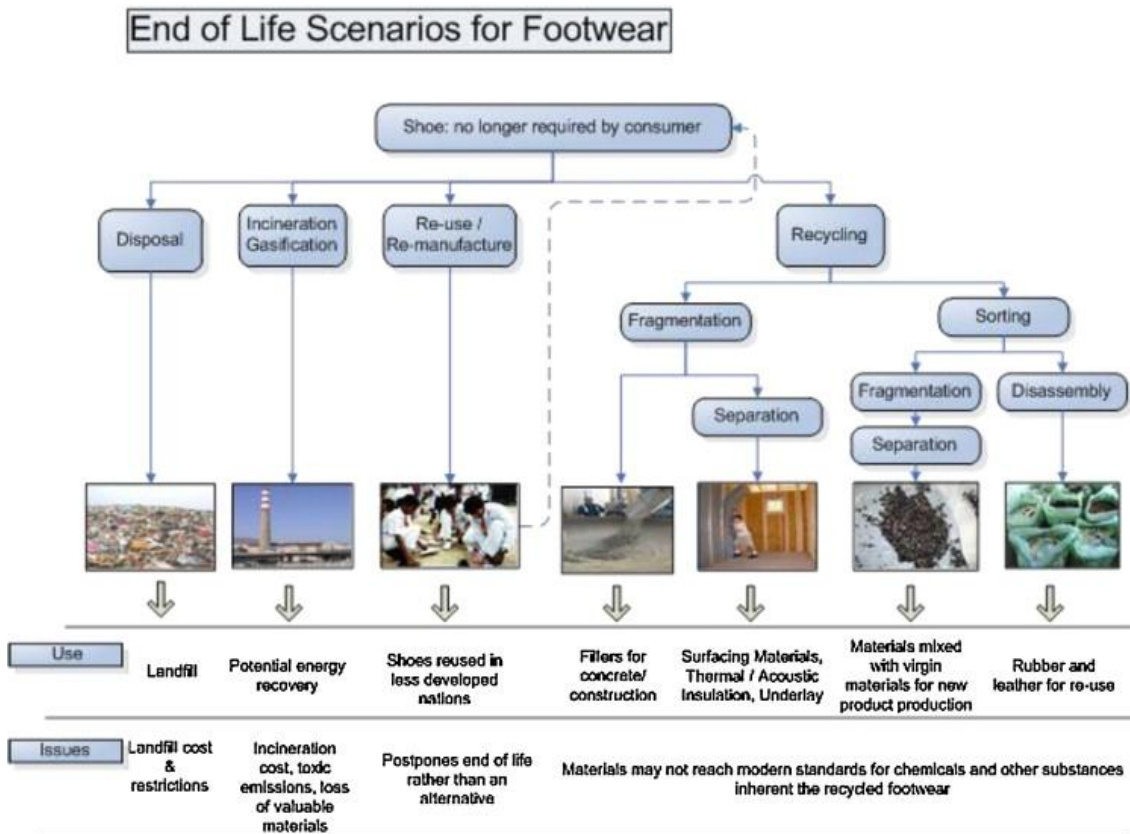 End of Life Scenarios for Footwear
Shoe: no longer required by consumer
Disposal
Incineration
Gasification
Re-use /
Re-manufacture
Recycling
Fragmentation
Sorting
Separation
Fragmentation
Disassembly
Separation
Use
Landfill
Potential energy
recovery
Shoes reused in
less developed
nations
Fillers for
concrete/
construction
Surfacing Materials,
Thermal / Acoustic
Insulation, Underlay
Materials mixed
with virgin
materials for new
product production
Rubber and
leather for re-use
Issues
Landfill cost
&
restrictions
Incineration
cost, toxic
emissions, loss
of valuable
materials
Postpones end of life
rather than an
alternative
Materials may not reach modern standards for chemicals and other substances
inherent the recycled footwear